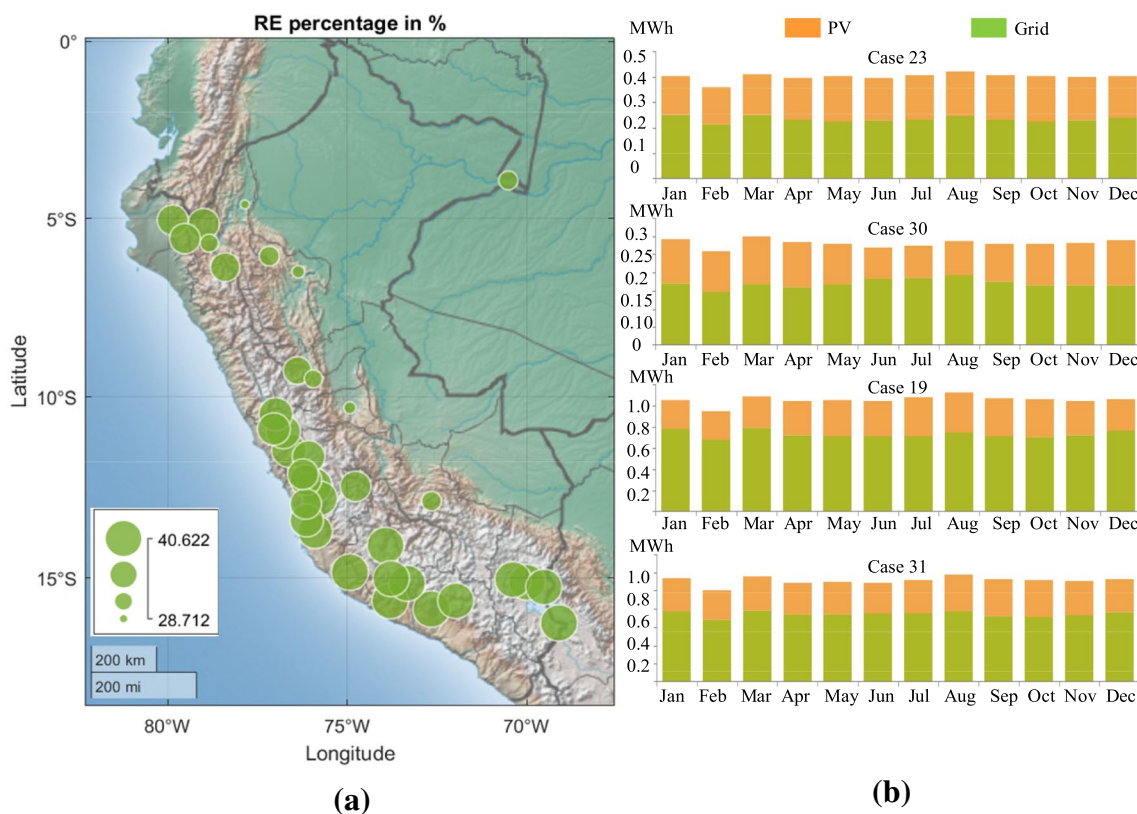 RE percentage in %
0°
5°S
10°S
15°S
Latitude
40.622
28.712
200 km
200 mi
80°W
75°W
70°W
Longitude
(a)
MWh
PV
Grid
Case 23
0.5
0.4
0.3
0.2
0.1
0
Jan Feb Mar Apr May Jun Jul Aug Sep Oct Nov Dec
MWh
Case 30
0.35
0.25
0.15
0.10
0
Jan Feb Mar Apr May Jun Jul Aug Sep Oct Nov Dec
MWh
Case 19
1.0
0.8
0.6
0.4
0.2
Jan Feb Mar Apr May Jun Jul Aug Sep Oct Nov Dec
MWh
Case 31
1.0
0.8
0.6
0.4
0.2
Jan Feb Mar Apr May Jun Jul Aug Sep Oct Nov Dec
(b)